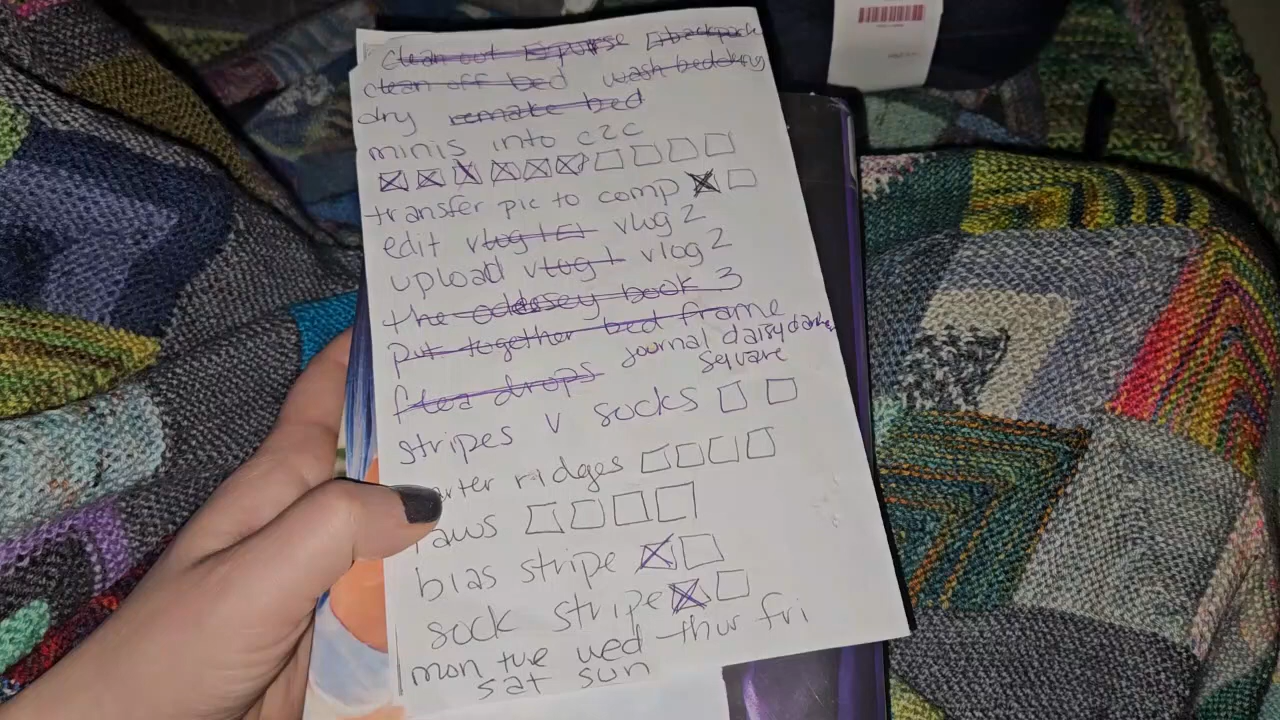 clean out purse backpack
clean off bed wash bedding
dry remake bed
minis into c2c
transfer pic to comp
edit vlog 1 vlog 2
upload vlog 1 vlog 2
the odessey book 3
put together bed frame
flea drops journal daisy
square
stripes v socks
ridges
bias stripe
sock stripe
mon tue wed thur fri
sat sun